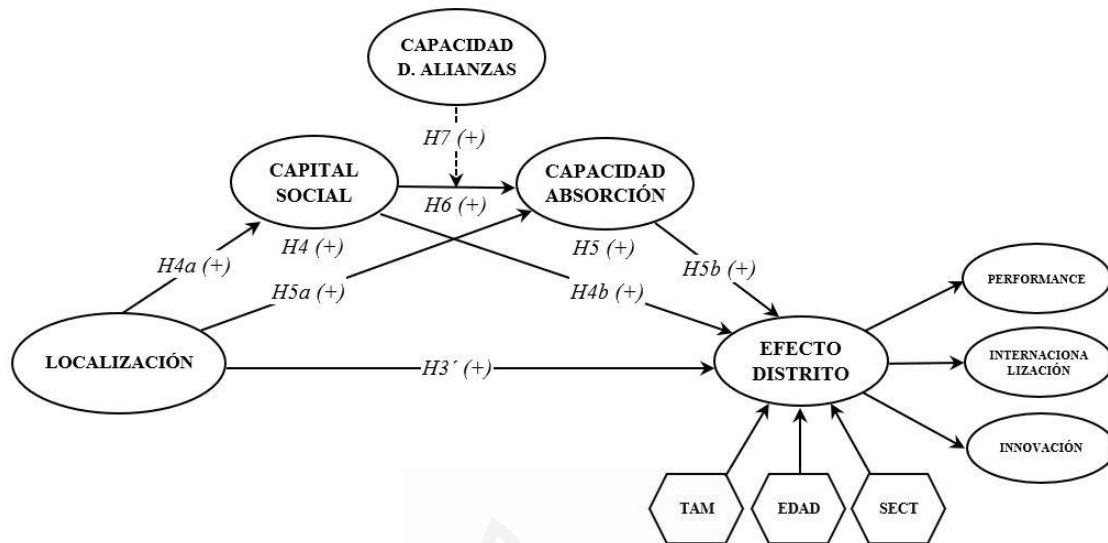 CAPACIDAD
D. ALIANZAS
H7 (+)
CAPITAL
SOCIAL
CAPACIDAD
ABSORCIÓN
H6 (+)
H4 (+)
H5 (+)
H4a (+)
H5a (+)
H4b (+)
H5b (+)
LOCALIZACIÓN
H3´ (+)
EFECTO
DISTRITO
PERFORMANCE
INTERNACIONA
LIZACIÓN
INNOVACIÓN
TAM
EDAD
SECT